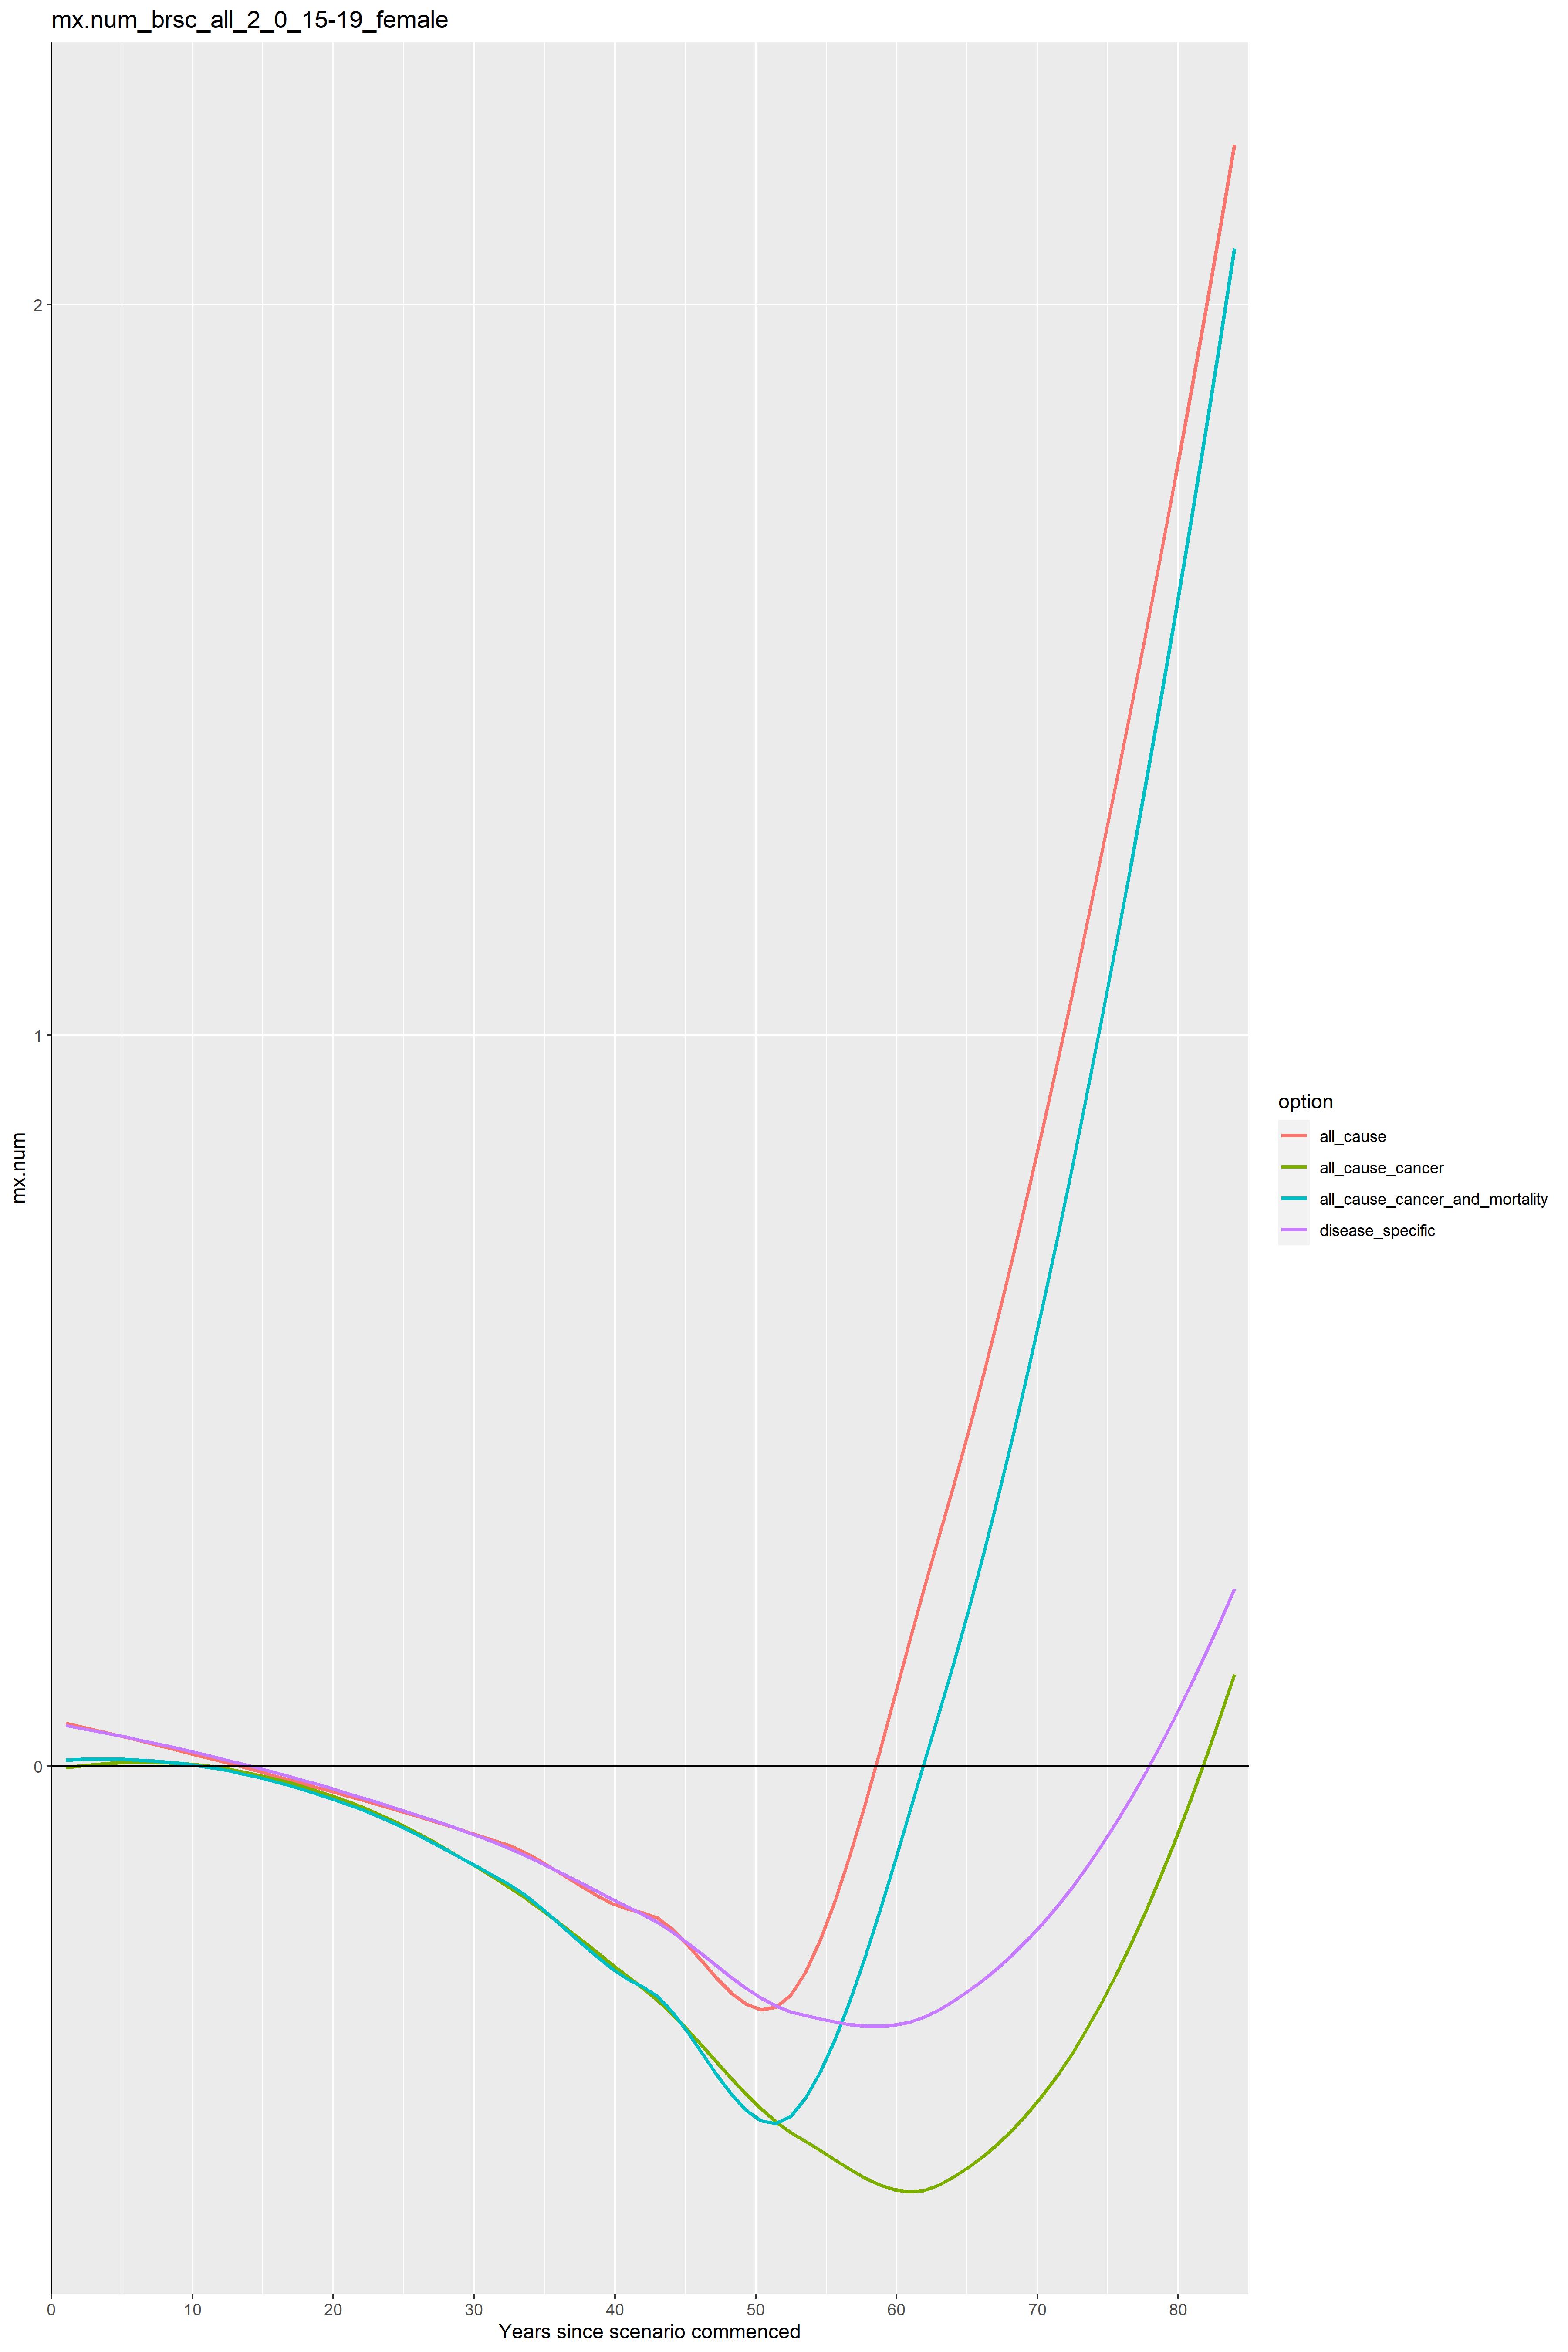 mx.num_brsc_all_2_0_15-19_female
2
1
0
mx.num
0 10 20 30 40 50 60 70 80
Years since scenario commenced
option
all_cause
all_cause_cancer
all_cause_cancer_and_mortality
disease_specific